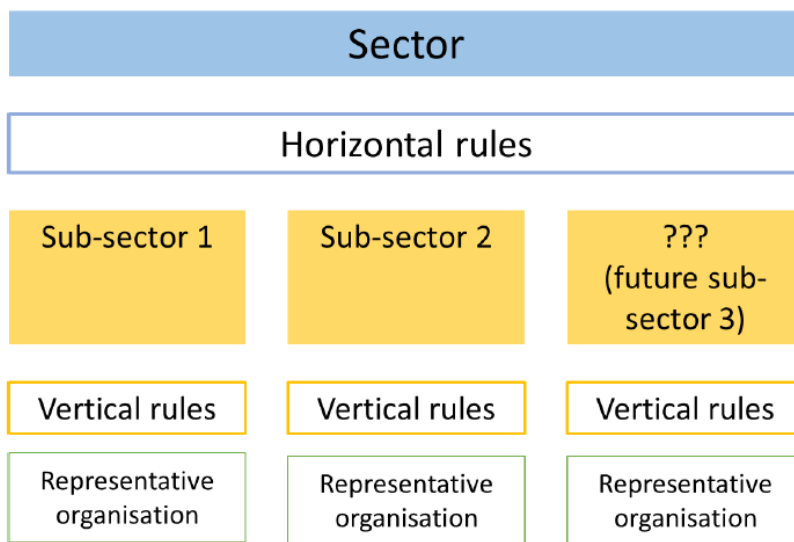 Sector
Horizontal rules
Sub-sector 1
Sub-sector 2
???
(future sub-
sector 3)
Vertical rules
Vertical rules
Vertical rules
Representative
organisation
Representative
organisation
Representative
organisation